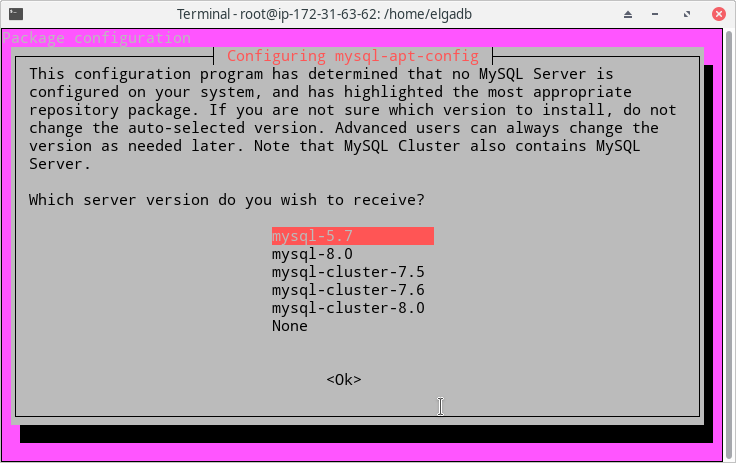 Terminal - root@ip-172-31-63-62: /home/elgadb
Package configuration
Configuring mysql-apt-config
This configuration program has determined that no MySQL Server is
configured on your system, and has highlighted the most appropriate
repository package. If you are not sure which version to install, do not
change the auto-selected version. Advanced users can always change the
version as needed later. Note that MySQL Cluster also contains MySQL
Server.
Which server version do you wish to receive?
mysql-5.7
mysql-8.0
mysql-cluster-7.5
mysql-cluster-7.6
mysql-cluster-8.0
None
<Ok>